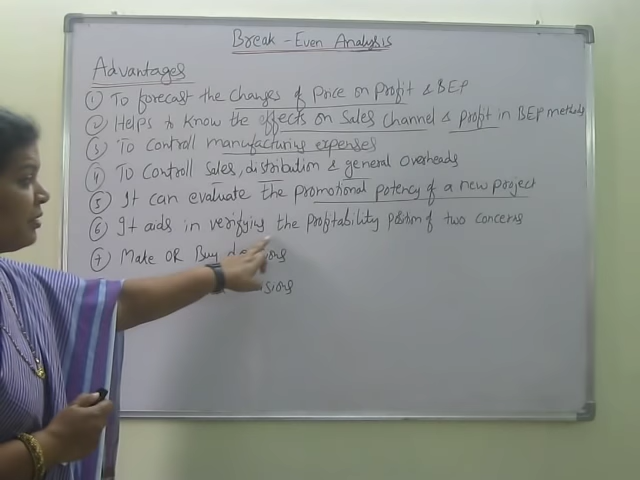 Break - Even Analysis
Advantages
① To forecast the changes of Price on Profit & BEP
② Helps to know the effects on Sales Channel & Profit in BEP methods
③ To Controll manufacturing expenses
④ To Controll Sales, distribution & general Overheads
⑤ It can evaluate the promotional potency of a new project
⑥ It aids in verifying the profitability of two concerns
⑦ Make OR Buy